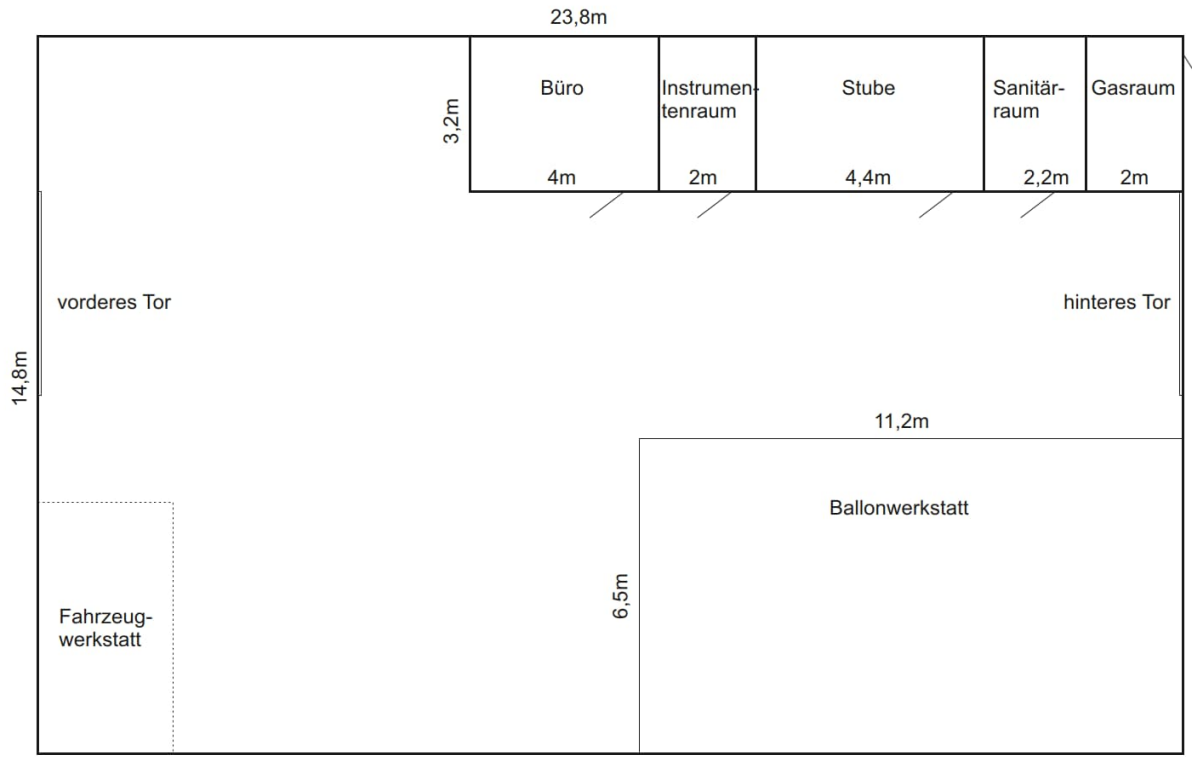 23,8m
Büro
Instrumen-
tenraum
Stube
Sanitär-
raum
Gasraum
3,2m
4m
2m
4,4m
2,2m
2m
vorderes Tor
hinteres Tor
14,8m
11,2m
Ballonwerkstatt
6,5m
Fahrzeug-
werkstatt